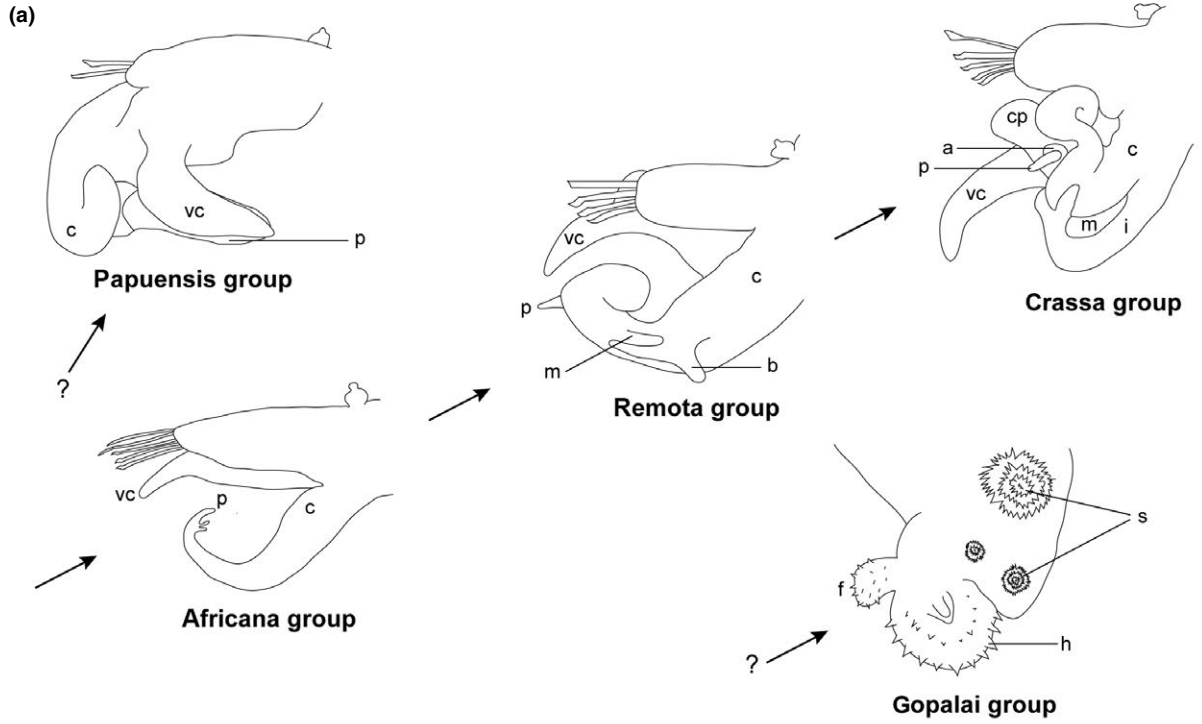 (a)
vc
c
p
Papuensis group
?
vc
p
c
Africana group
vc
c
p
m
b
Remota group
cp
a
c
p
vc
m
i
Crassa group
s
f
h
?
Gopalai group